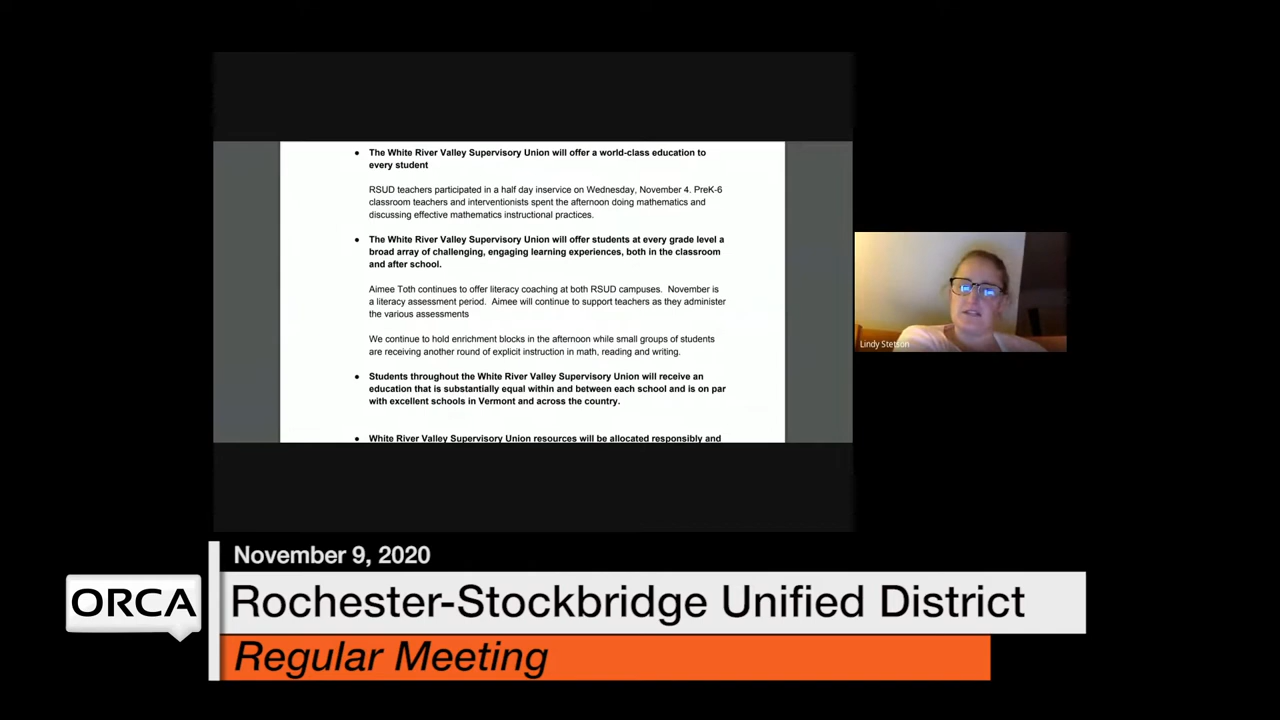 ● The White River Valley Supervisory Union will offer a world-class education to
every student
RSUD teachers participated in a half day inservice on Wednesday, November 4. PreK-6
classroom teachers and interventionists spent the afternoon doing mathematics and
discussing effective mathematics instructional practices.
● The White River Valley Supervisory Union will offer students at every grade level a
broad array of challenging, engaging learning experiences, both in the classroom
and after school.
Aimee Toth continues to offer literacy coaching at both RSUD campuses. November is
a literacy assessment period. Aimee will continue to support teachers as they administer
the various assessments
We continue to hold enrichment blocks in the afternoon while small groups of students
are receiving another round of explicit instruction in math, reading and writing.
● Students throughout the White River Valley Supervisory Union will receive an
education that is substantially equal within and between each school and is on par
with excellent schools in Vermont and across the country.
● White River Valley Supervisory Union resources will be allocated responsibly and
Lindy Stetson
November 9, 2020
ORCA
Rochester-Stockbridge Unified District
Regular Meeting